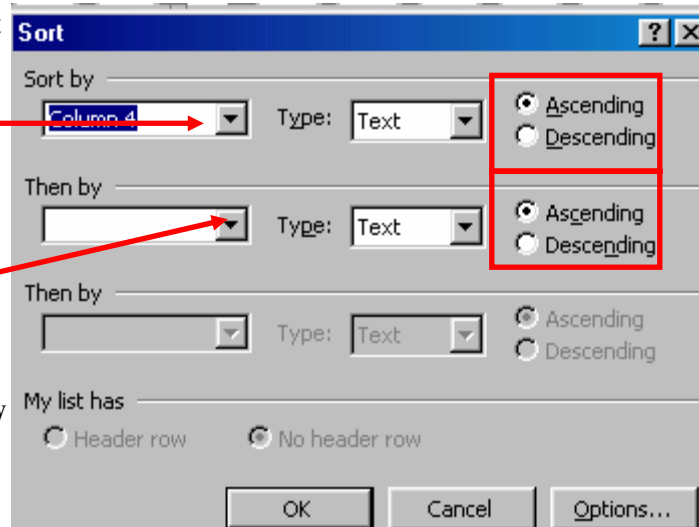 Sort
Sort by
Column 4 Type: Text Ascending
Descending
Then by
Type: Text Ascending
Descending
Then by
Type: Text Ascending
Descending
My list has
Header row No header row
OK Cancel Options...